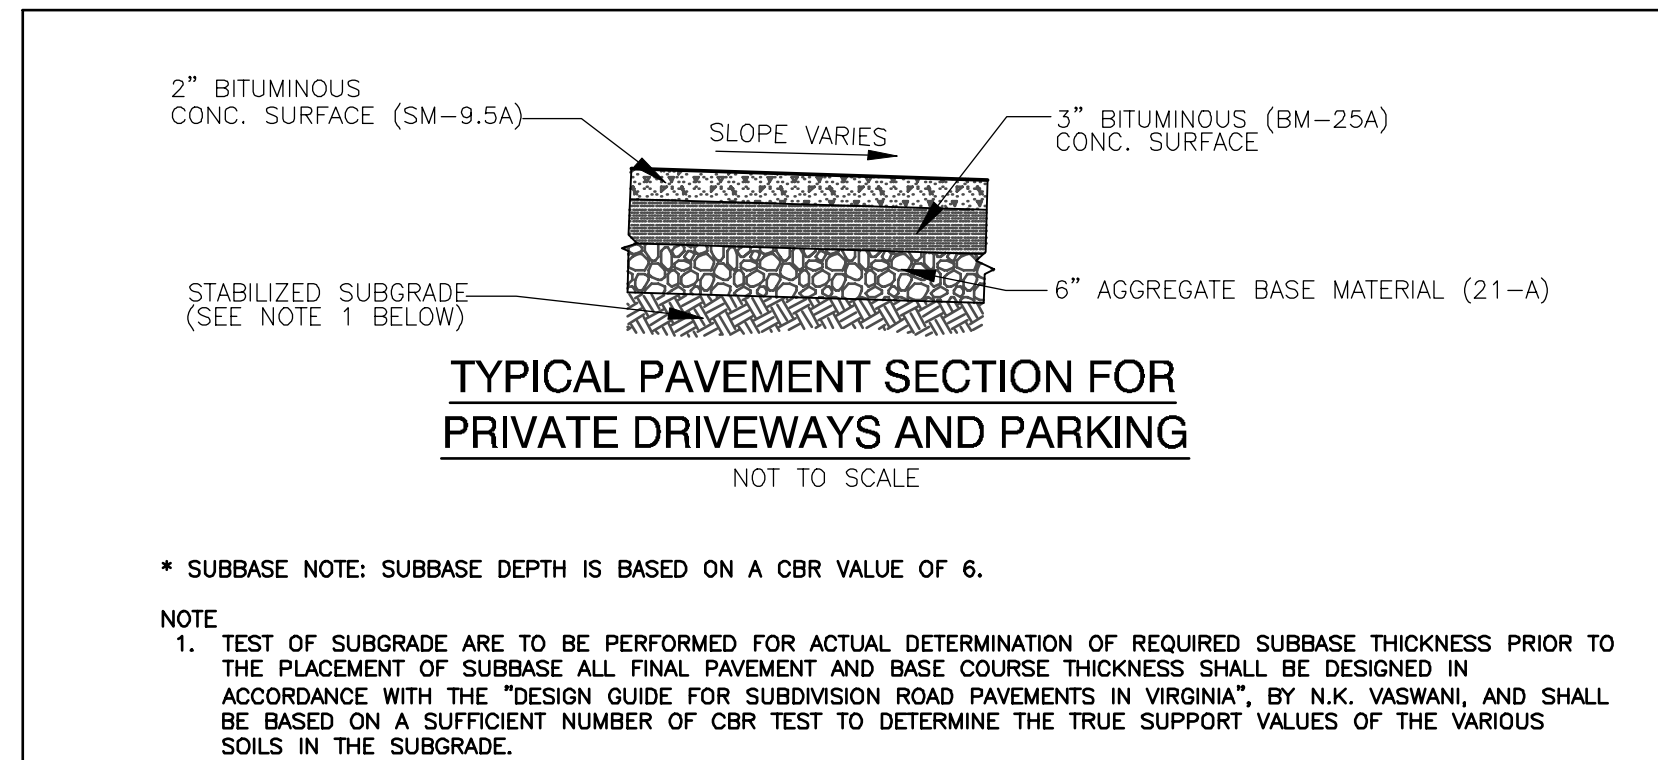 2” BITUMINOUS
CONC. SURFACE (SM-9.5A)
SLOPE VARIES
3” BITUMINOUS (BM-25A)
CONC. SURFACE
STABILIZED SUBGRADE
(SEE NOTE 1 BELOW)
6” AGGREGATE BASE MATERIAL (21-A)
TYPICAL PAVEMENT SECTION FOR
PRIVATE DRIVEWAYS AND PARKING
NOT TO SCALE
* SUBBASE NOTE: SUBBASE DEPTH IS BASED ON A CBR VALUE OF 6.
NOTE
1. TEST OF SUBGRADE ARE TO BE PERFORMED FOR ACTUAL DETERMINATION OF REQUIRED SUBBASE THICKNESS PRIOR TO
THE PLACEMENT OF SUBBASE ALL FINAL PAVEMENT AND BASE COURSE THICKNESS SHALL BE DESIGNED IN
ACCORDANCE WITH THE ”DESIGN GUIDE FOR SUBDIVISION ROAD PAVEMENTS IN VIRGINIA”, BY N.K. VASWANI, AND SHALL
BE BASED ON A SUFFICIENT NUMBER OF CBR TEST TO DETERMINE THE TRUE SUPPORT VALUES OF THE VARIOUS
SOILS IN THE SUBGRADE.